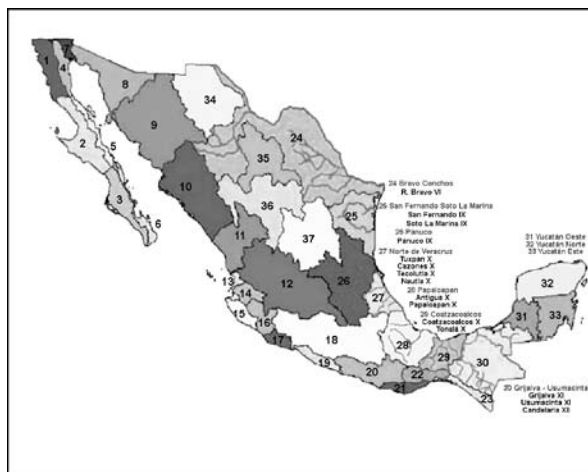 1
7
4
8
34
9
24
2
5
35
24 Bravo Conchos
R. Bravo VI
10
3
36
25
25 San Fernando Soto La Marina
San Fernando IX
Soto La Marina IX
6
11
37
26 Pánuco
Pánuco IX
31 Yucatán Oeste
32 Yucatán Norte
33 Yucatán Este
27 Norte de Veracruz
Tuxpan X
Cazones X
Tecolutla X
Nautla X
13
12
26
32
14
27
28 Papaloapan
Antigua X
Papaloapan X
15
16
31
33
29 Coatzacoalcos
Coatzacoalcos X
Tonalá X
17
18
28
29
30
19
20
22
21
23
30 Grijalva - Usumacinta
Grijalva XI
Usumacinta XI
Candelaria XII